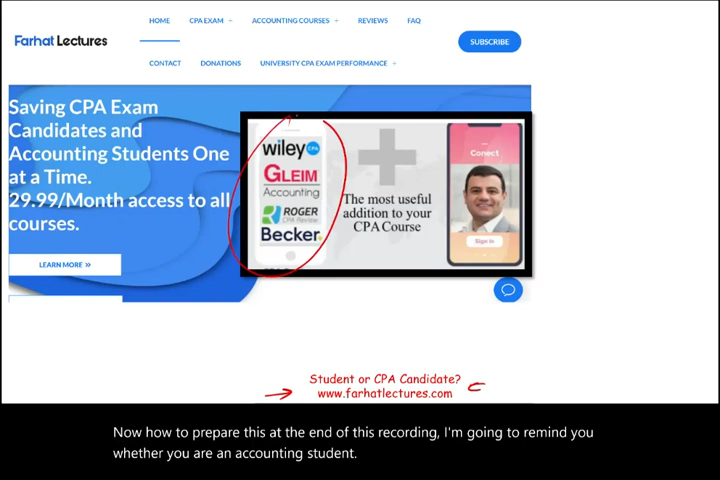 HOME CPA EXAM + ACCOUNTING COURSES + REVIEWS FAQ
Farhat Lectures
SUBSCRIBE
CONTACT DONATIONS UNIVERSITY CPA EXAM PERFORMANCE +
Saving CPA Exam
Candidates and
Accounting Students One
at a Time.
29.99/Month access to all
courses.
LEARN MORE »
wiley CPA
GLEIM
Accounting
ROGER
CPA Review
Becker.
The most useful
addition to your
CPA Course
Conect
Sign in
Student or CPA Candidate?
www.farhatlectures.com
Now how to prepare this at the end of this recording, I'm going to remind you
whether you are an accounting student.